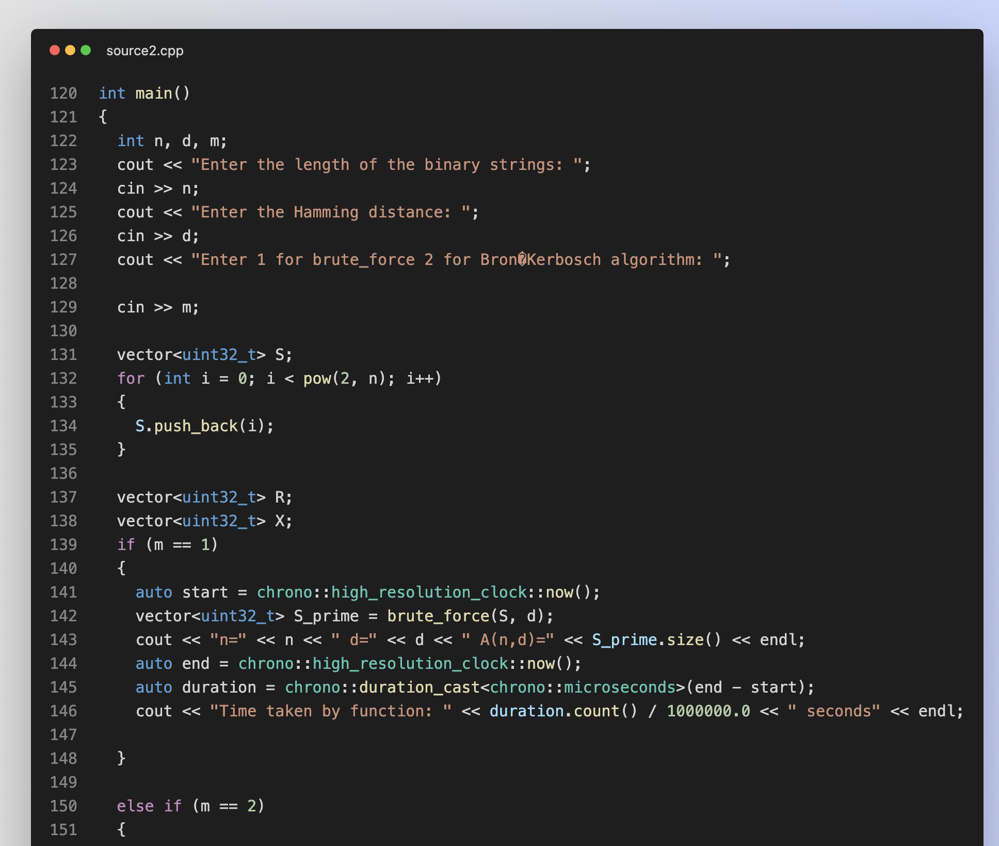 source2.cpp
120 int main()
121 {
122 int n, d, m;
123 cout << "Enter the length of the binary strings: ";
124 cin >> n;
125 cout << "Enter the Hamming distance: ";
126 cin >> d;
127 cout << "Enter 1 for brute_force 2 for Bron�Kerbosch algorithm: ";
128
129 cin >> m;
130
131 vector<uint32_t> S;
132 for (int i = 0; i < pow(2, n); i++)
133 {
134 S.push_back(i);
135 }
136
137 vector<uint32_t> R;
138 vector<uint32_t> X;
139 if (m == 1)
140 {
141 auto start = chrono::high_resolution_clock::now();
142 vector<uint32_t> S_prime = brute_force(S, d);
143 cout << "n=" << n << " d=" << d << " A(n,d)=" << S_prime.size() << endl;
144 auto end = chrono::high_resolution_clock::now();
145 auto duration = chrono::duration_cast<chrono::microseconds>(end - start);
146 cout << "Time taken by function: " << duration.count() / 1000000.0 << " seconds" << endl;
147
148 }
149
150 else if (m == 2)
151 {